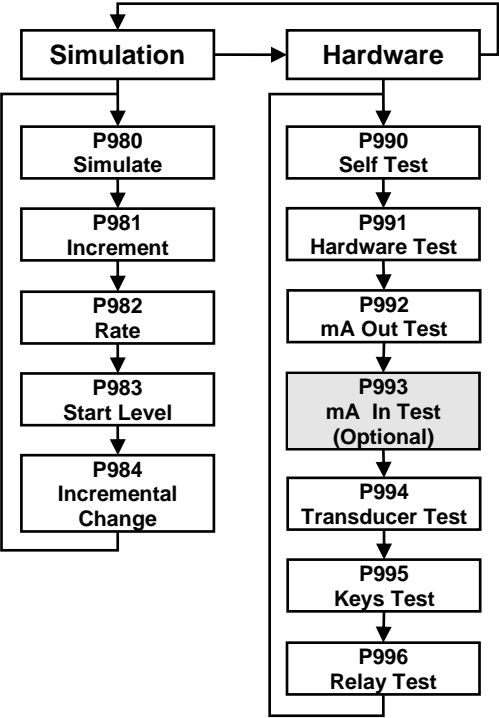 Simulation
Hardware
P980
Simulate
P981
Increment
P982
Rate
P983
Start Level
P984
Incremental
Change
P990
Self Test
P991
Hardware Test
P992
mA Out Test
P993
mA In Test
(Optional)
P994
Transducer Test
P995
Keys Test
P996
Relay Test